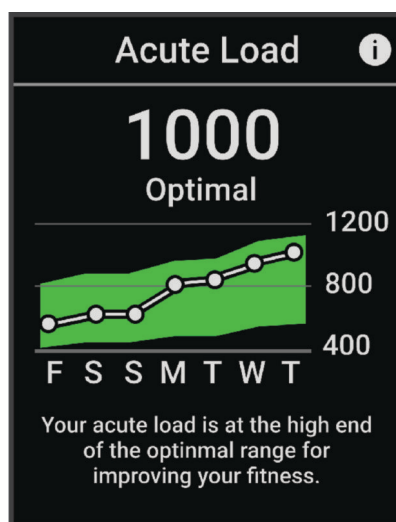 Acute Load i
1000
Optimal
1200
800
400
F S S M T W T
Your acute load is at the high end
of the optinmal range for
improving your fitness.